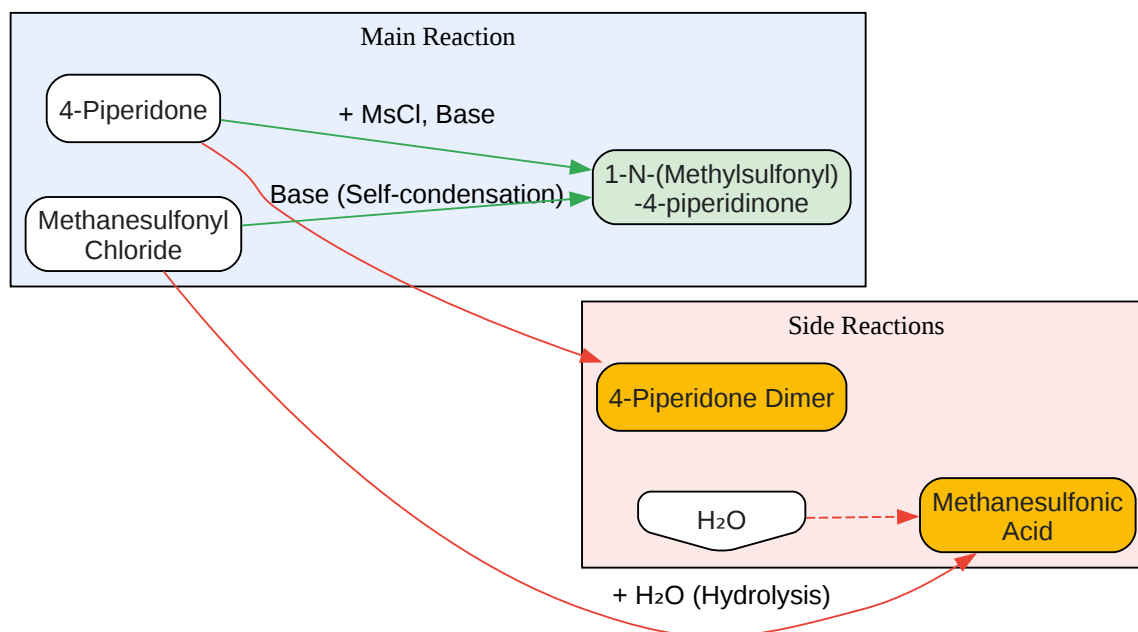 Main Reaction
4-Piperidone
+ MsCl, Base
1-N-(Methylsulfonyl)
-4-piperidinone
Base (Self-condensation)
Methanesulfonyl
Chloride
Side Reactions
4-Piperidone Dimer
H₂O
Methanesulfonic
Acid
+ H₂O (Hydrolysis)